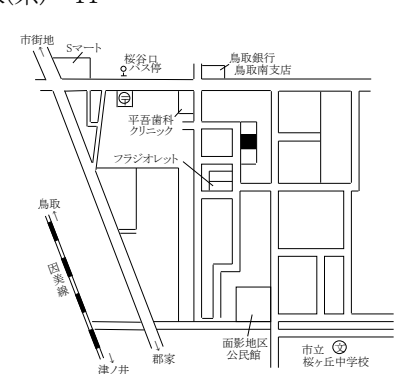 市街地
Sマート
桜谷口
バス停
鳥取銀行
鳥取南支店
平吾歯科
クリニック
フラジオレット
鳥取
因美線
面影地区
公民館
市立
文
桜ヶ丘中学校
郡家
津ノ井